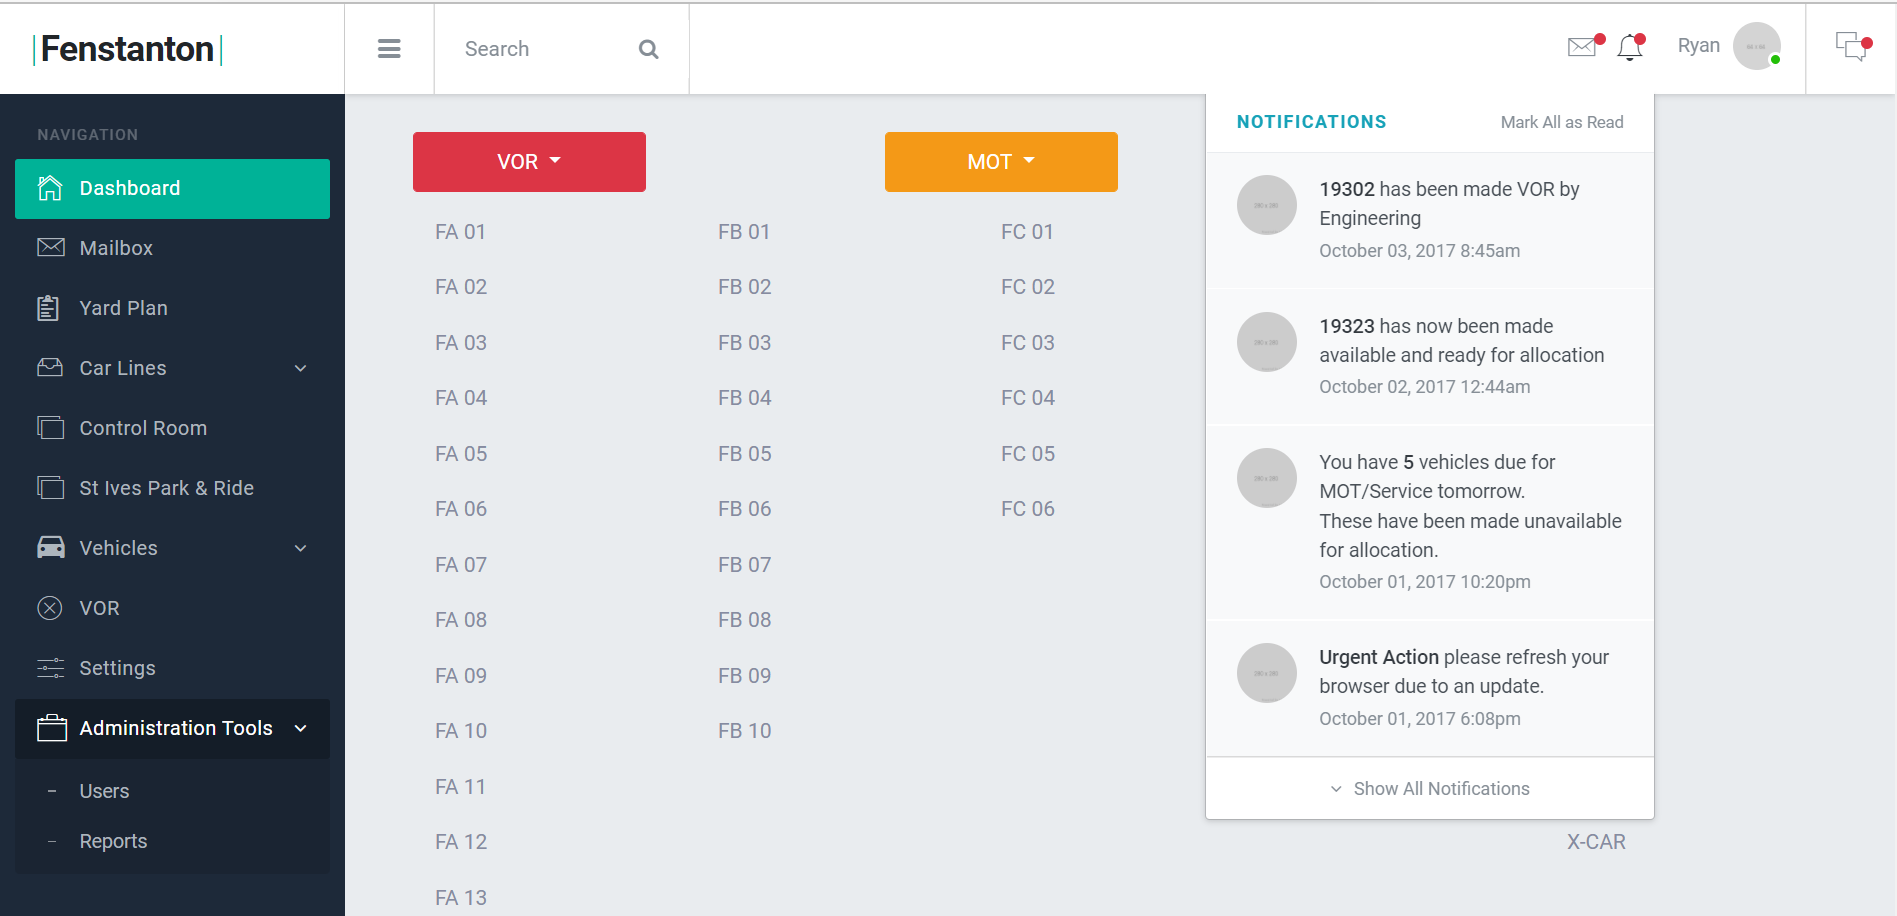 Fenstanton
Search
Ryan
NAVIGATION
Dashboard
Mailbox
Yard Plan
Car Lines
Control Room
St Ives Park & Ride
Vehicles
VOR
Settings
Administration Tools
- Users
- Reports
VOR
MOT
FA 01 FB 01 FC 01
FA 02 FB 02 FC 02
FA 03 FB 03 FC 03
FA 04 FB 04 FC 04
FA 05 FB 05 FC 05
FA 06 FB 06 FC 06
FA 07 FB 07
FA 08 FB 08
FA 09 FB 09
FA 10 FB 10
FA 11
FA 12
FA 13
NOTIFICATIONS
Mark All as Read
19302 has been made VOR by
Engineering
October 03, 2017 8:45am
19323 has now been made
available and ready for allocation
October 02, 2017 12:44am
You have 5 vehicles due for
MOT/Service tomorrow.
These have been made unavailable
for allocation.
October 01, 2017 10:20pm
Urgent Action please refresh your
browser due to an update.
October 01, 2017 6:08pm
Show All Notifications
X-CAR